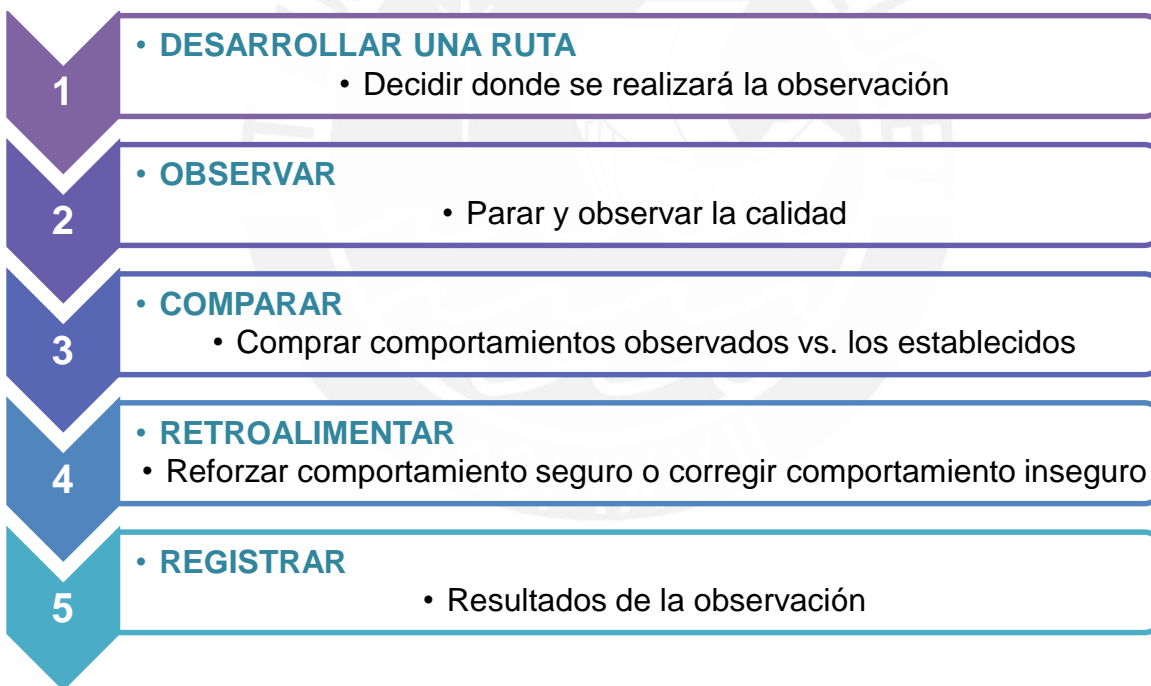 1
• DESARROLLAR UNA RUTA
• Decidir donde se realizará la observación
2
• OBSERVAR
• Parar y observar la calidad
3
• COMPARAR
• Comprar comportamientos observados vs. los establecidos
4
• RETROALIMENTAR
• Reforzar comportamiento seguro o corregir comportamiento inseguro
5
• REGISTRAR
• Resultados de la observación